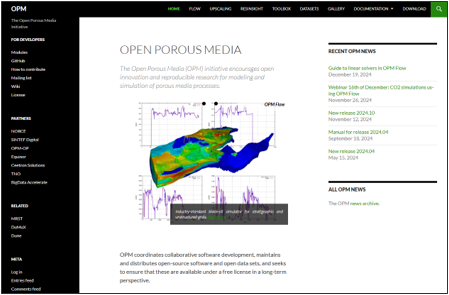 OPM
The Open Porous Media
Initiative
HOME
FLOW
UPSCALING
RESINSIGHT
TOOLBOX
DATASETS
GALLERY
DOCUMENTATION
DOWNLOAD
FOR DEVELOPERS
Modules
GitHub
How to contribute
Mailing list
Wiki
License
PARTNERS
NORCE
SINTEF Digital
OPM-OP
Equinor
Ceetron Solutions
TNO
BigData Accelerate
RELATED
MRST
DuMuX
Dune
META
Log in
Entries feed
Comments feed
OPEN POROUS MEDIA
The Open Porous Media (OPM) initiative encourages open
innovation and reproducible research for modeling and
simulation of porous media processes.
OPM Flow
Industry-standard black-oil simulator for stratigraphic and
unstructured grids
OPM coordinates collaborative software development, maintains
and distributes open-source software and open data sets, and seeks
to ensure that these are available under a free license in a long-term
perspective.
RECENT OPM NEWS
Guide to linear solvers in OPM Flow
December 19, 2024
Webinar 16th of December: CO2 simulations us-
ing OPM Flow
November 26, 2024
New release 2024.10
November 12, 2024
Manual for release 2024.04
September 18, 2024
New release 2024.04
May 15, 2024
ALL OPM NEWS
The OPM news archive.